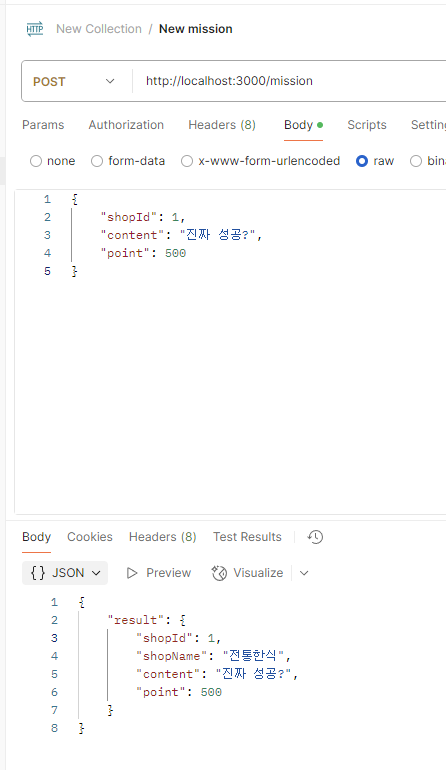 HTTP New Collection / New mission
POST http://localhost:3000/mission
Params Authorization Headers (8) Body Scripts
none form-data x-www-form-urlencoded raw
1 {
2 "shopId": 1,
3 "content": "진짜 성공?",
4 "point": 500
5 }
Body Cookies Headers (8) Test Results
{ } JSON Preview Visualize
1 {
2 "result": {
3 "shopId": 1,
4 "shopName": "전통한식",
5 "content": "진짜 성공?",
6 "point": 500
7 }
8 }